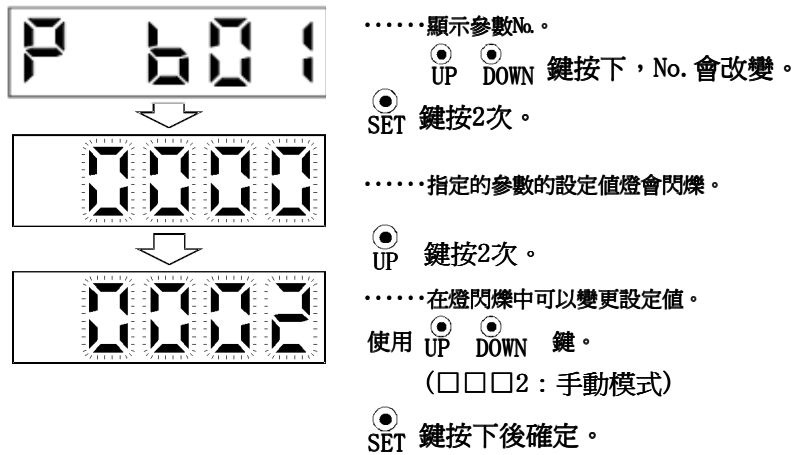 P b01
······顯示參數No.。
UP DOWN 鍵按下，No.會改變。
SET 鍵按2次。
0000
······指定的參數的設定值燈會閃爍。
UP 鍵按2次。
0002
······在燈閃爍中可以變更設定值。
使用 UP DOWN 鍵。
(□□□2：手動模式)
SET 鍵按下後確定。